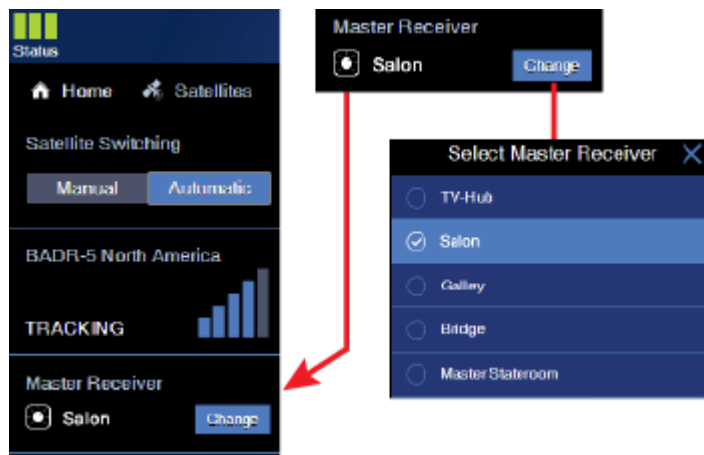 Status
Home
Satellites
Satellite Switching
Manual
Automatic
BADR-5 North America
TRACKING
Master Receiver
Salon
Change
Master Receiver
Salon
Change
Select Master Receiver
TV-Hub
Salon
Galley
Bridge
Master Stateroom